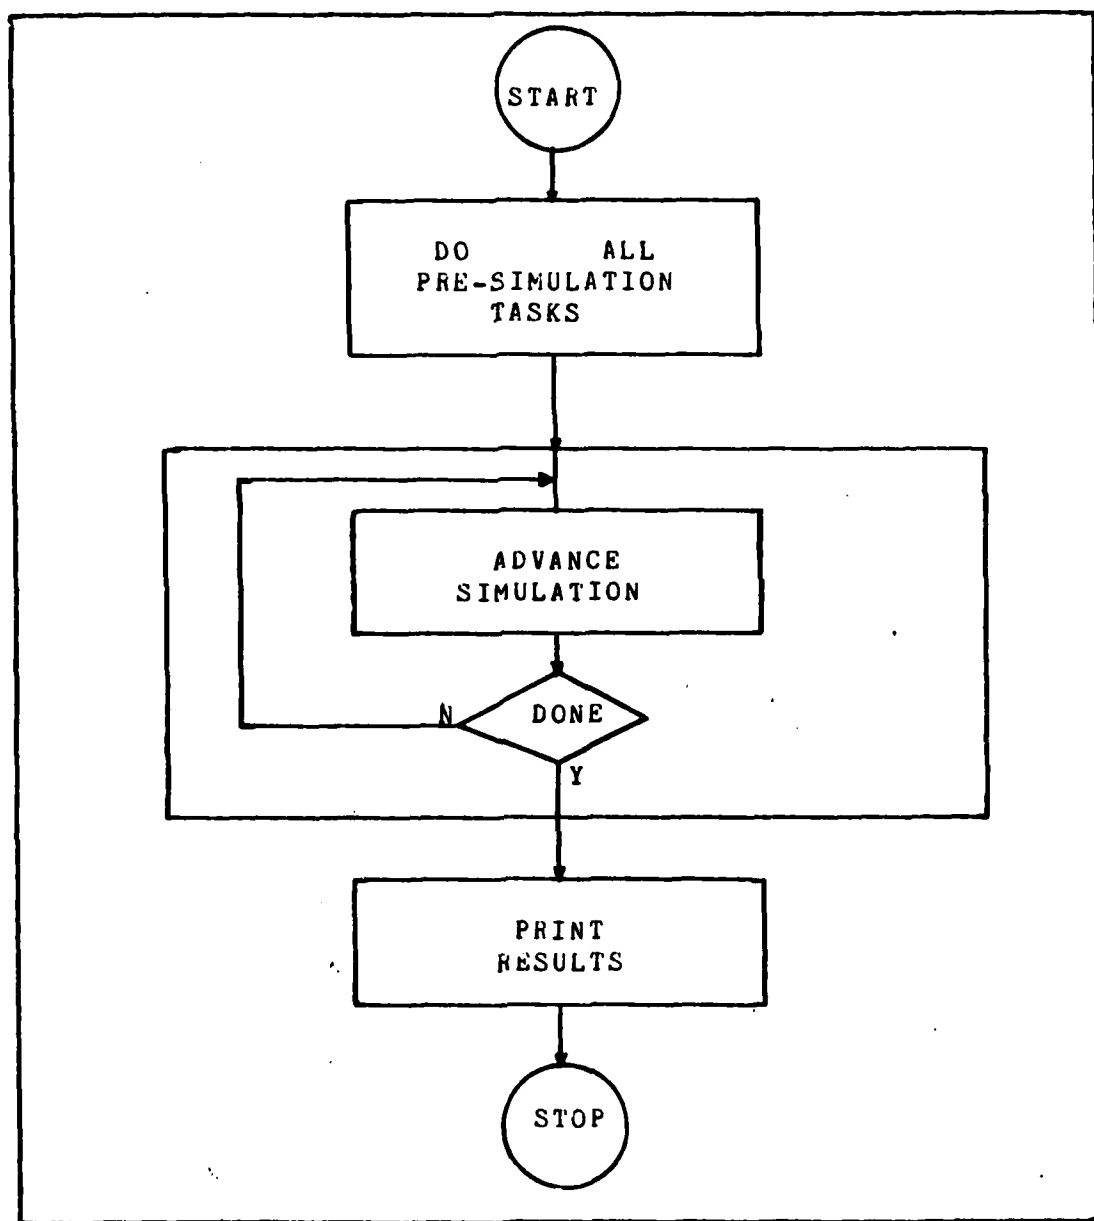 START
DO ALL
PRE-SIMULATION
TASKS
ADVANCE
SIMULATION
N
DONE
Y
PRINT
RESULTS
STOP